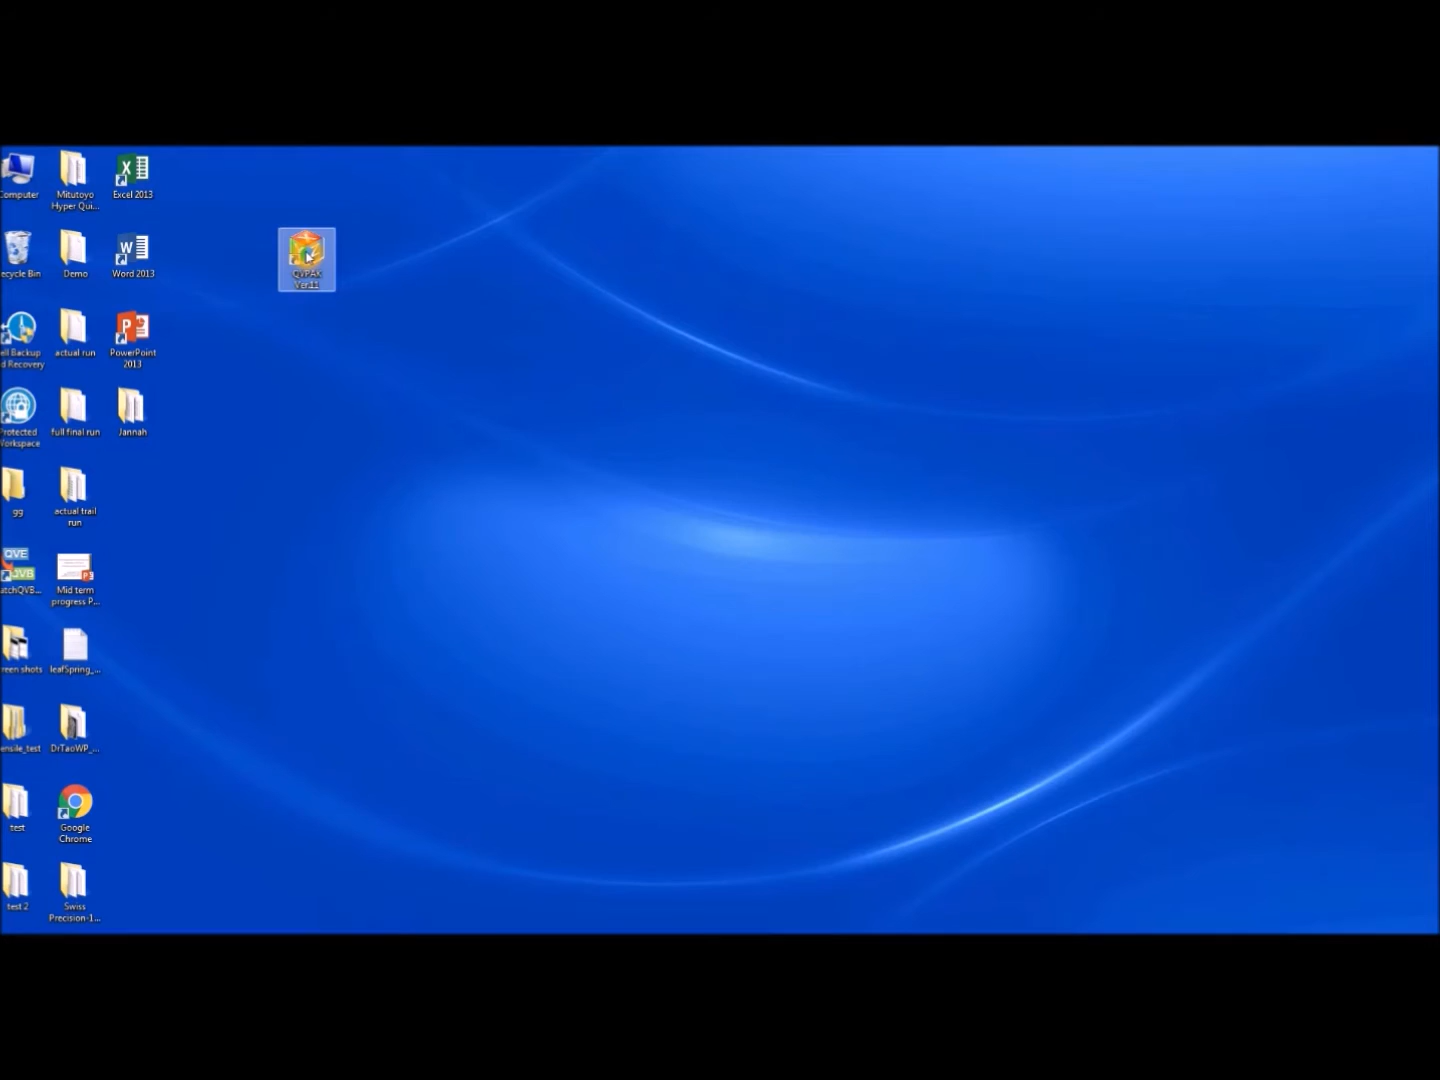 Computer
Mitutoyo
Hyper Qui...
Excel 2013
ecycle Bin
Demo
Word 2013
QVPAK
Ver.11
ell Backup
d Recovery
actual run
PowerPoint
2013
Protected
Workspace
full final run
Jannah
gg
actual trail
run
QVE
QVB
atchQVB...
Mid term
progress P...
reen shots
leafSpring_...
ensile_test
DrTaoWP_...
test
Google
Chrome
test 2
Swiss
Precision-1...